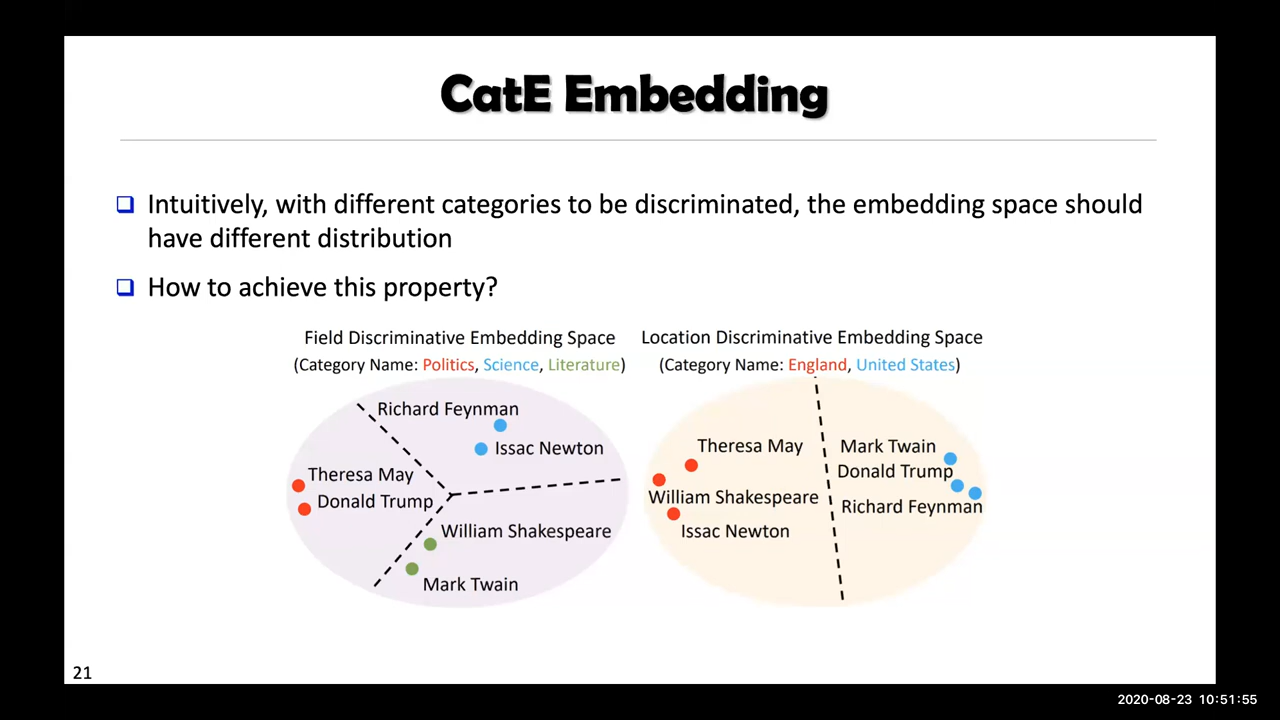 CatE Embedding
Intuitively, with different categories to be discriminated, the embedding space should
have different distribution
How to achieve this property?
Field Discriminative Embedding Space
(Category Name: Politics, Science, Literature)
Richard Feynman
Issac Newton
Theresa May
Donald Trump
William Shakespeare
Mark Twain
Location Discriminative Embedding Space
(Category Name: England, United States)
Theresa May
William Shakespeare
Issac Newton
Mark Twain
Donald Trump
Richard Feynman
21
2020-08-23 10:51:55